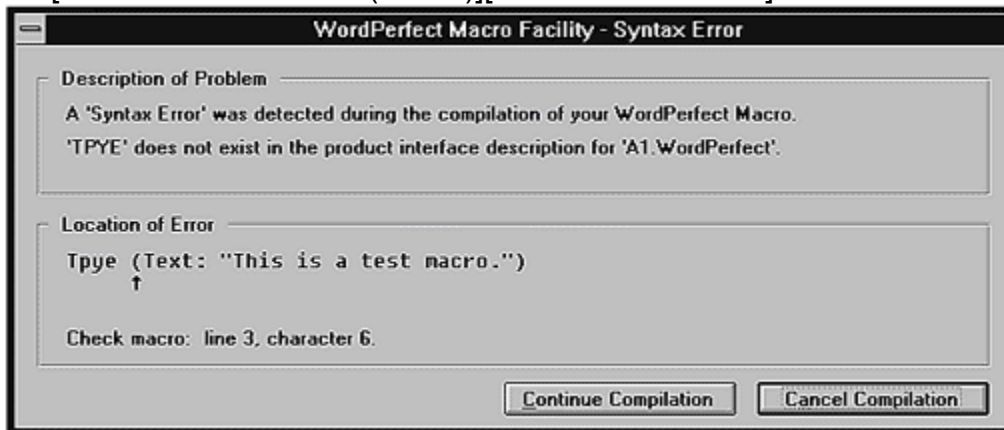 WordPerfect Macro Facility - Syntax Error
Description of Problem
A 'Syntax Error' was detected during the compilation of your WordPerfect Macro.
'TPYE' does not exist in the product interface description for 'A1.WordPerfect'.
Location of Error
Tpye (Text: "This is a test macro.")
↑
Check macro: line 3, character 6.
Continue Compilation Cancel Compilation